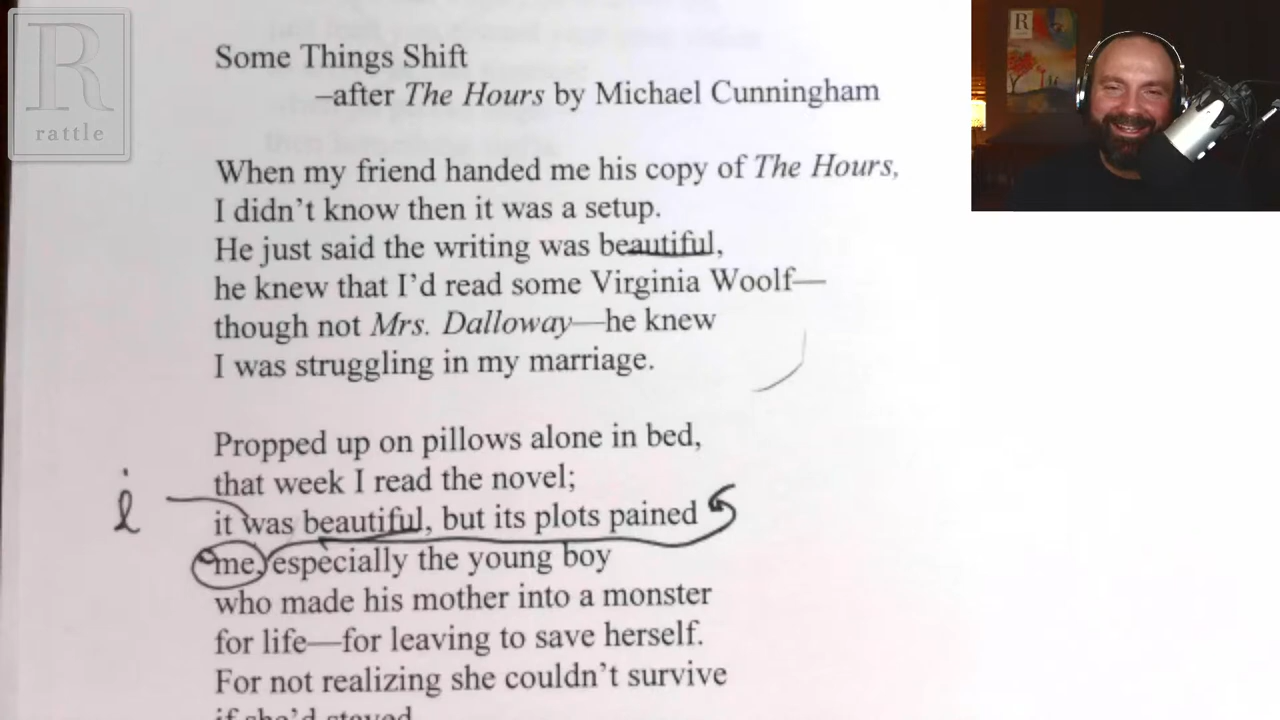 R
rattle
R
Some Things Shift
–after The Hours by Michael Cunningham
When my friend handed me his copy of The Hours,
I didn't know then it was a setup.
He just said the writing was beautiful,
he knew that I'd read some Virginia Woolf—
though not Mrs. Dalloway—he knew
I was struggling in my marriage.
Propped up on pillows alone in bed,
that week I read the novel;
it was beautiful, but its plots pained
me, especially the young boy
who made his mother into a monster
for life—for leaving to save herself.
For not realizing she couldn't survive
if she'd stayed